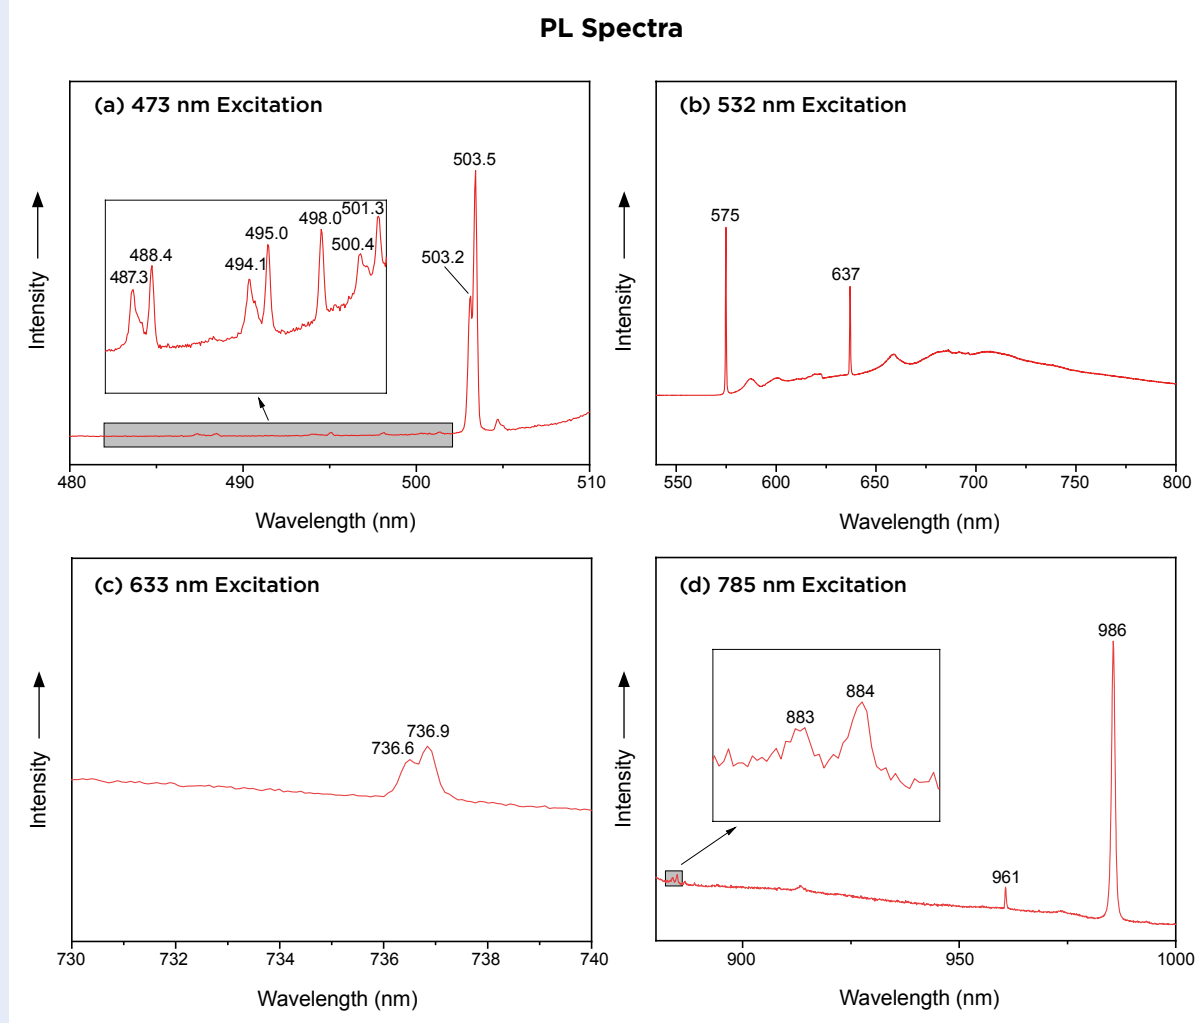 PL Spectra
(a) 473 nm Excitation
503.5
503.2
501.3
498.0
500.4
495.0
494.1
488.4
487.3
Intensity
480
490
500
510
Wavelength (nm)
(b) 532 nm Excitation
575
637
Intensity
550
600
650
700
750
800
Wavelength (nm)
(c) 633 nm Excitation
736.9
736.6
Intensity
730
732
734
736
738
740
Wavelength (nm)
(d) 785 nm Excitation
986
884
883
961
Intensity
900
950
1000
Wavelength (nm)